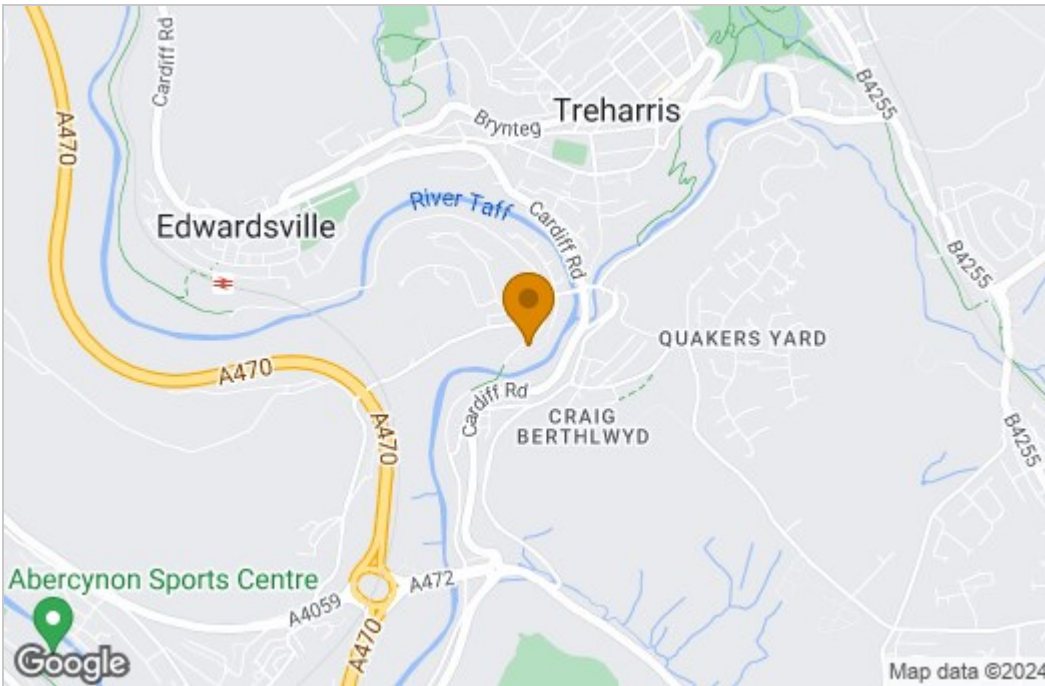 Cardiff Rd
A470
Treharris
Brynteg
B4255
River Taff
Cardiff Rd
Edwardsville
B4255
QUAKERS YARD
A470
Cardiff Rd
CRAIG
BERTHLWYD
A470
B4255
Abercynon Sports Centre
A472
A4059
A470
Google
Map data ©2024